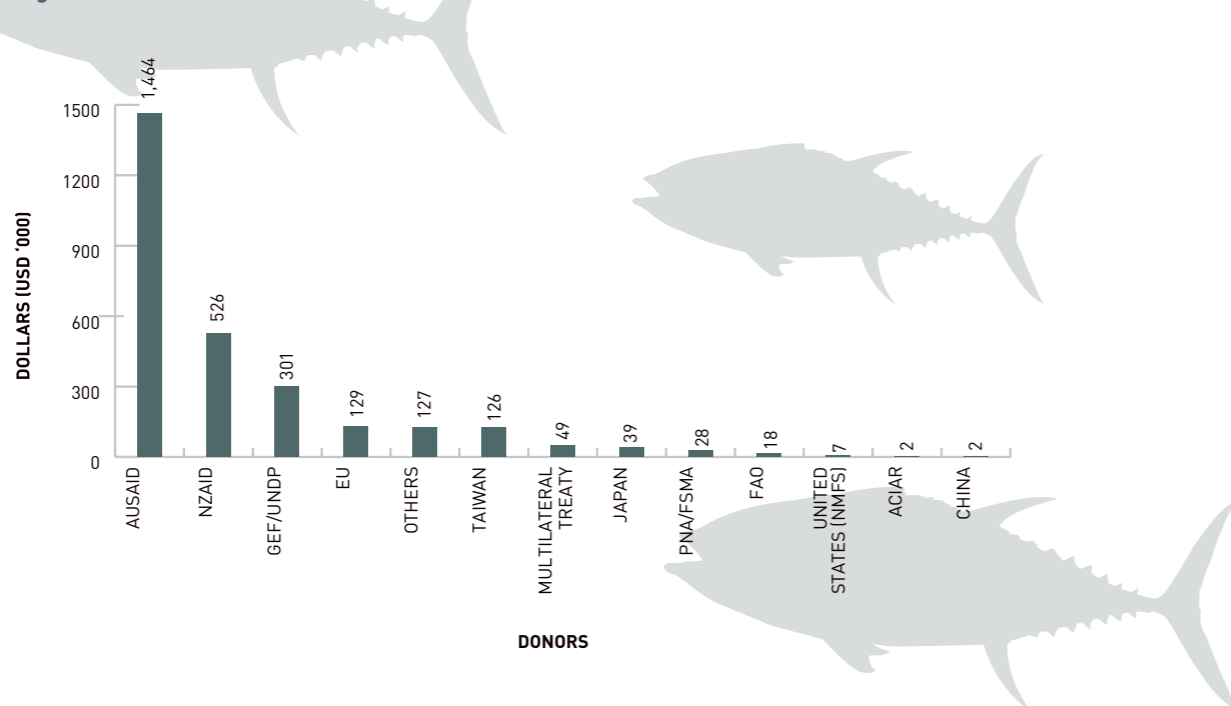 DOLLARS (USD '000)
1500
1200
900
600
300
0
1,464
526
301
129
127
126
49
39
28
18
7
2
2
AUSAID
NZAID
GEF/UNDP
EU
OTHERS
TAIWAN
MULTILATERAL
TREATY
JAPAN
PNA/FSMA
FAO
UNITED
STATES (NMFS)
ACIAR
CHINA
DONORS